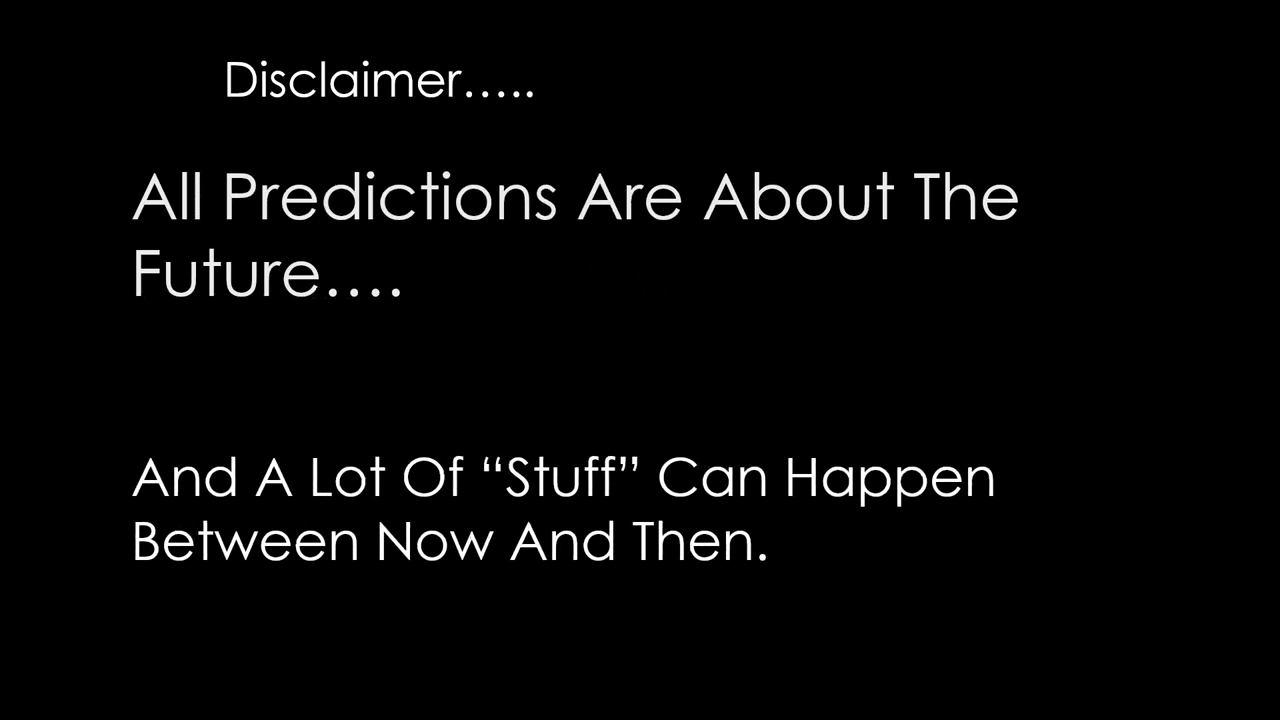 Disclaimer…..
All Predictions Are About The
Future….
And A Lot Of “Stuff” Can Happen
Between Now And Then.